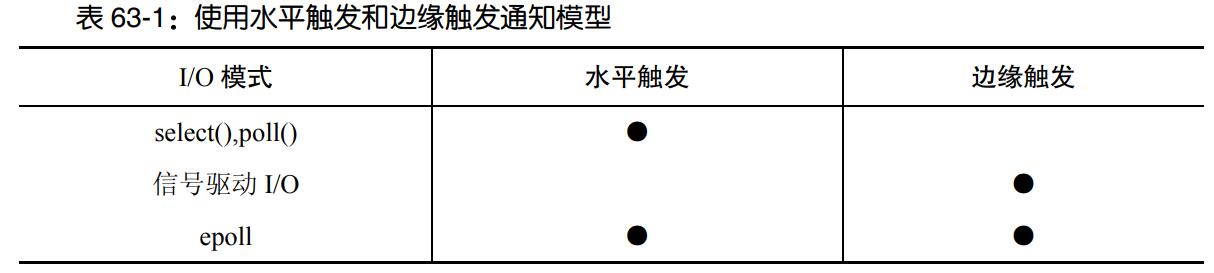 表 63-1：使用水平触发和边缘触发通知模型
I/O 模式 水平触发 边缘触发
select(),poll() ●
信号驱动 I/O ●
epoll ● ●